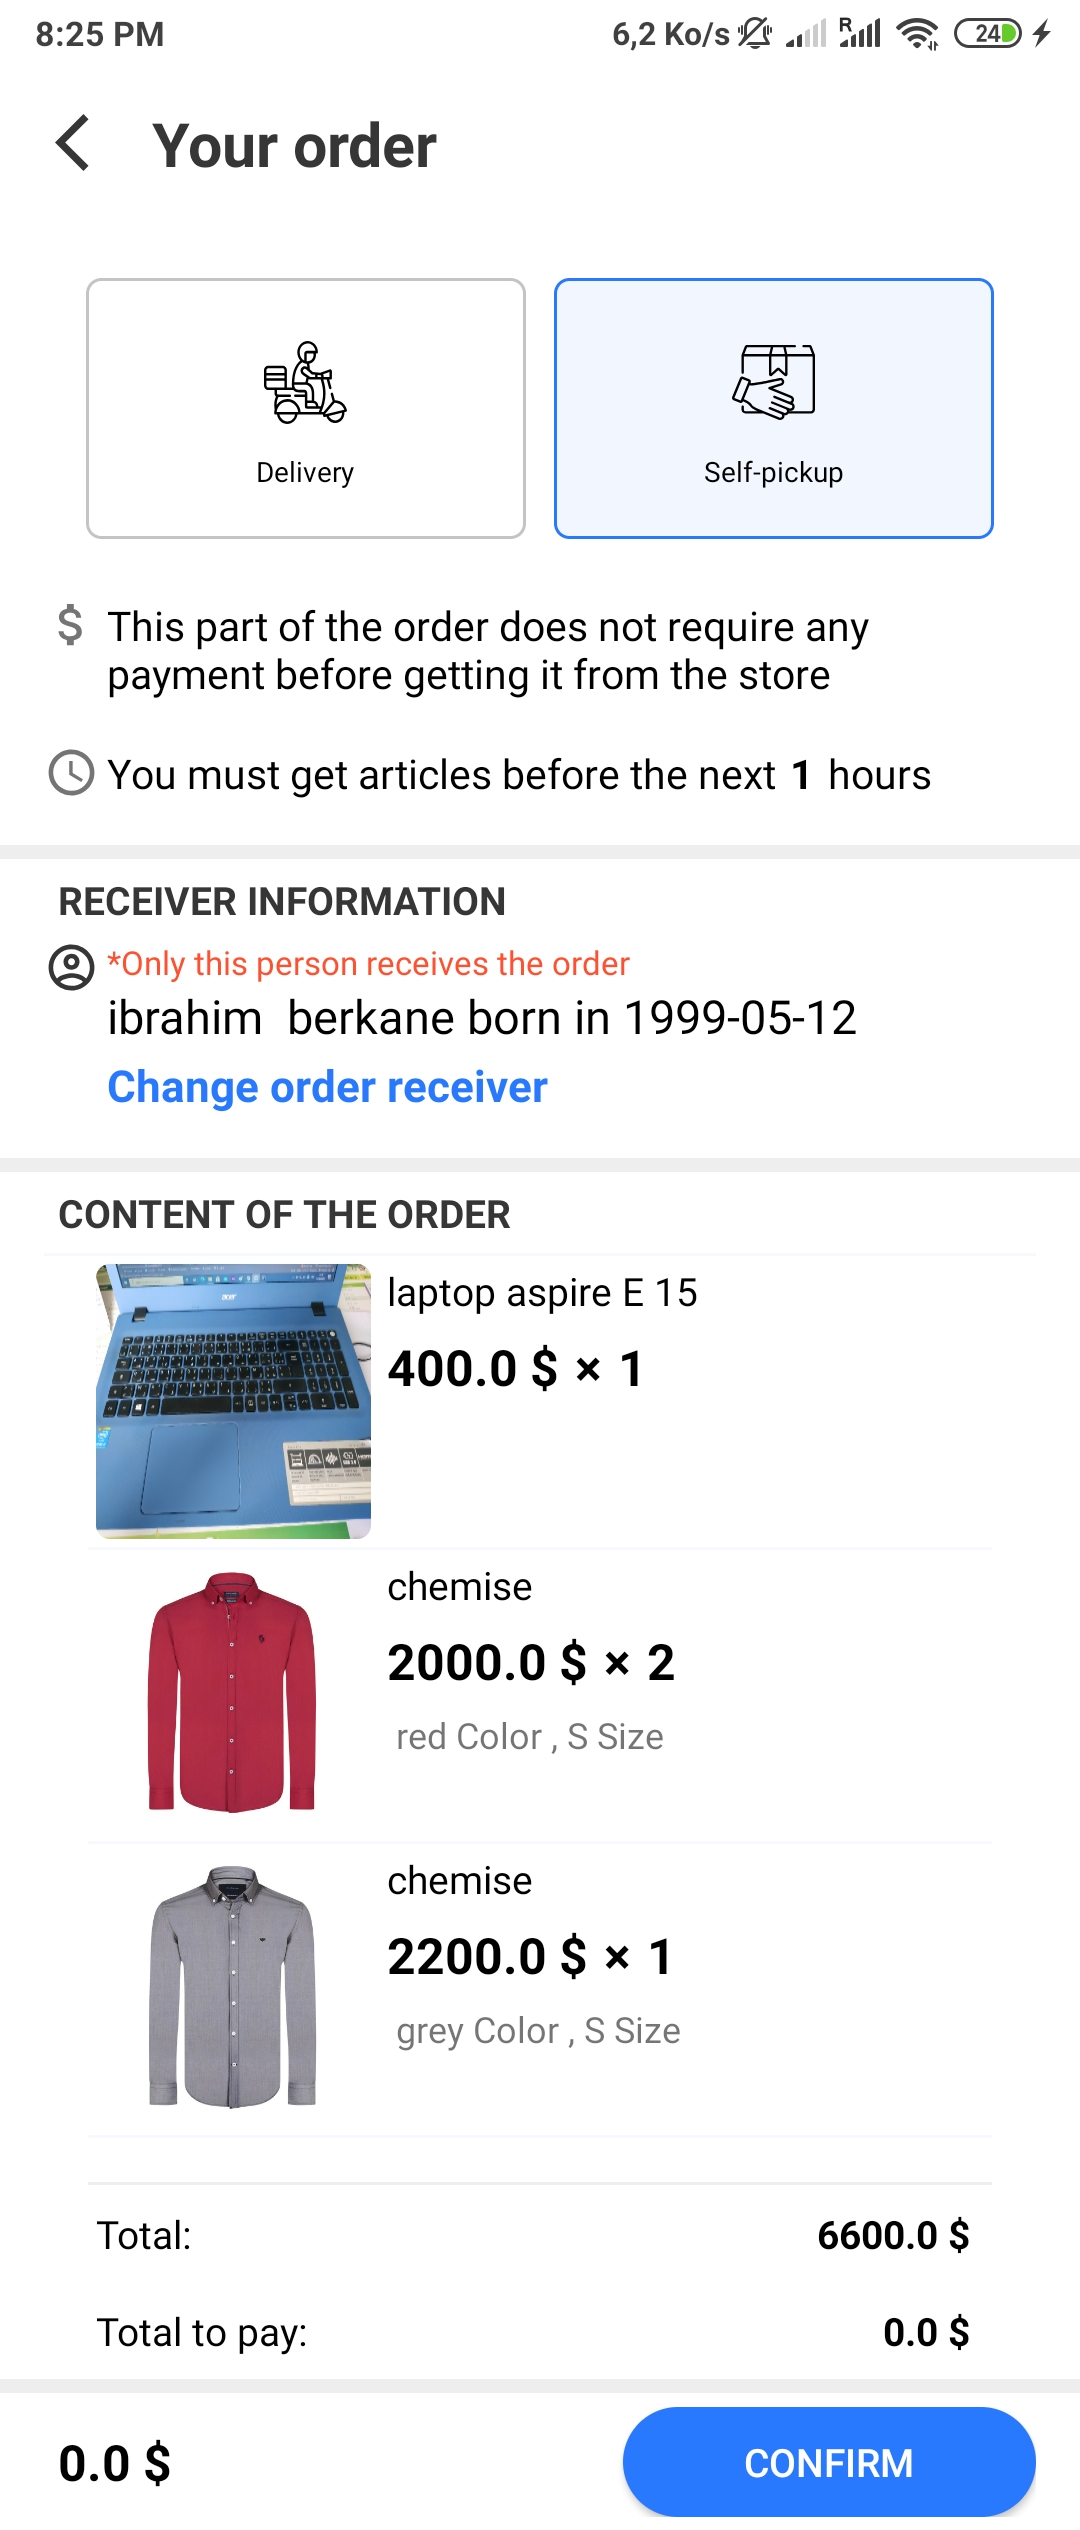 8:25 PM
6,2 Ko/s
R
24
Your order
Delivery
Self-pickup
$ This part of the order does not require any
payment before getting it from the store
You must get articles before the next 1 hours
RECEIVER INFORMATION
*Only this person receives the order
ibrahim  berkane born in 1999-05-12
Change order receiver
CONTENT OF THE ORDER
acer
laptop aspire E 15
400.0 $ × 1
chemise
2000.0 $ × 2
red Color , S Size
chemise
2200.0 $ × 1
grey Color , S Size
Total: 6600.0 $
Total to pay: 0.0 $
0.0 $
CONFIRM